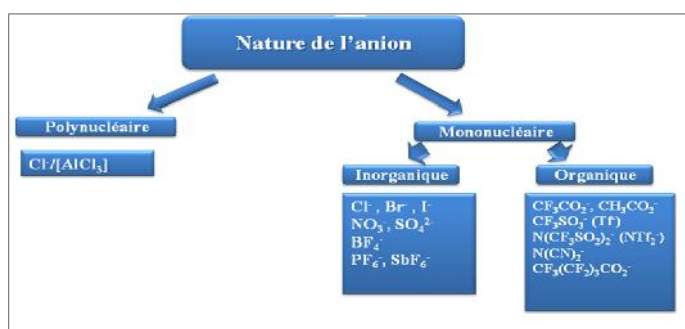 Nature de l'anion
Polynucléaire
Mononucléaire
Cl⁻/[AlCl₃]
Inorganique
Organique
Cl⁻, Br⁻, I⁻
NO₃⁻, SO₄²⁻
BF₄⁻
PF₆⁻, SbF₆⁻
CF₃CO₂⁻, CH₃CO₂⁻
CF₃SO₃⁻ (Tf⁻)
N(CF₃SO₂)₂⁻ (NTf₂⁻)
N(CN)₂⁻
CF₃(CF₂)₃CO₂⁻